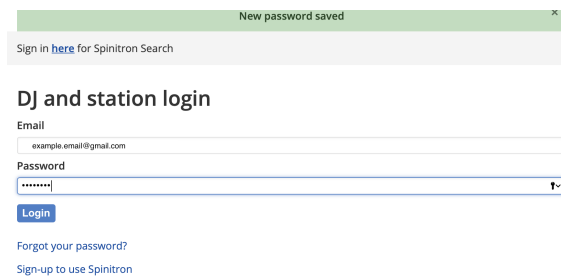 New password saved ×
Sign in here for Spinitron Search
DJ and station login
Email
example.email@gmail.com
Password
••••••••
Login
Forgot your password?
Sign-up to use Spinitron